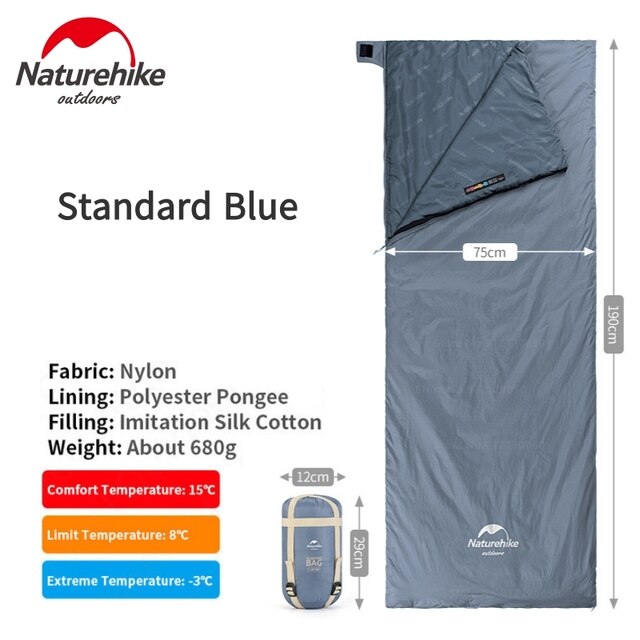 Naturehike
outdoors
Standard Blue
75cm
190cm
Fabric: Nylon
Lining: Polyester Pongee
Filling: Imitation Silk Cotton
Weight: About 680g
Comfort Temperature: 15℃
Limit Temperature: 8℃
Extreme Temperature: -3℃
12cm
29cm
BAG
Naturehike
outdoors